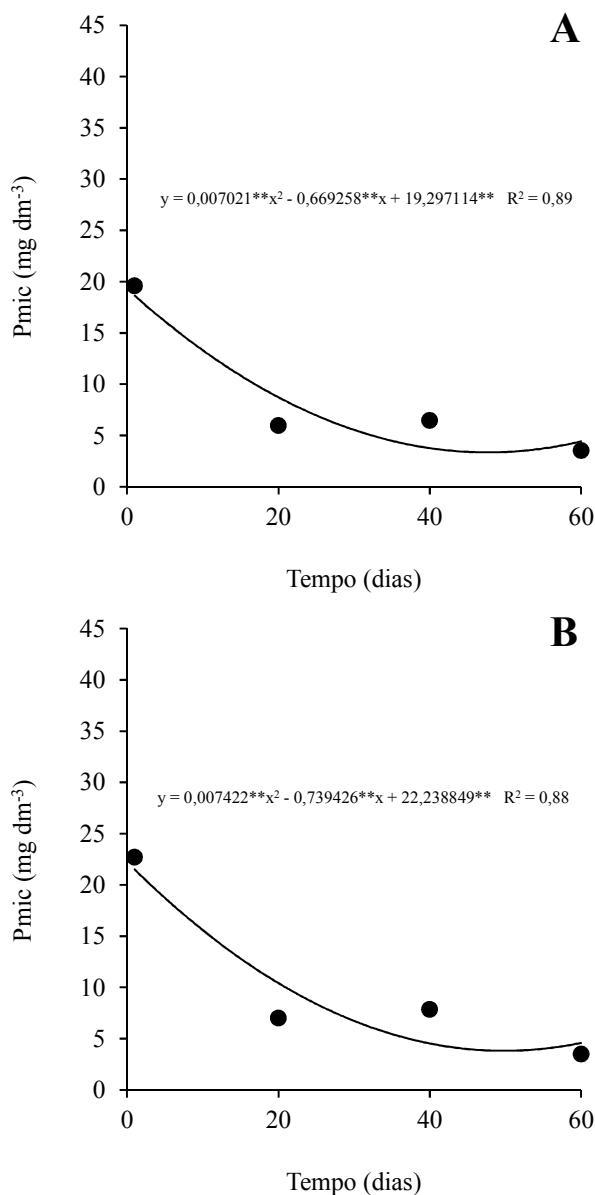 A
45
40
35
30
25
20
15
10
5
0
Pmic (mg dm⁻³)
y = 0,007021**x² - 0,669258**x + 19,297114** R² = 0,89
0 20 40 60
Tempo (dias)
B
45
40
35
30
25
20
15
10
5
0
Pmic (mg dm⁻³)
y = 0,007422**x² - 0,739426**x + 22,238849** R² = 0,88
0 20 40 60
Tempo (dias)